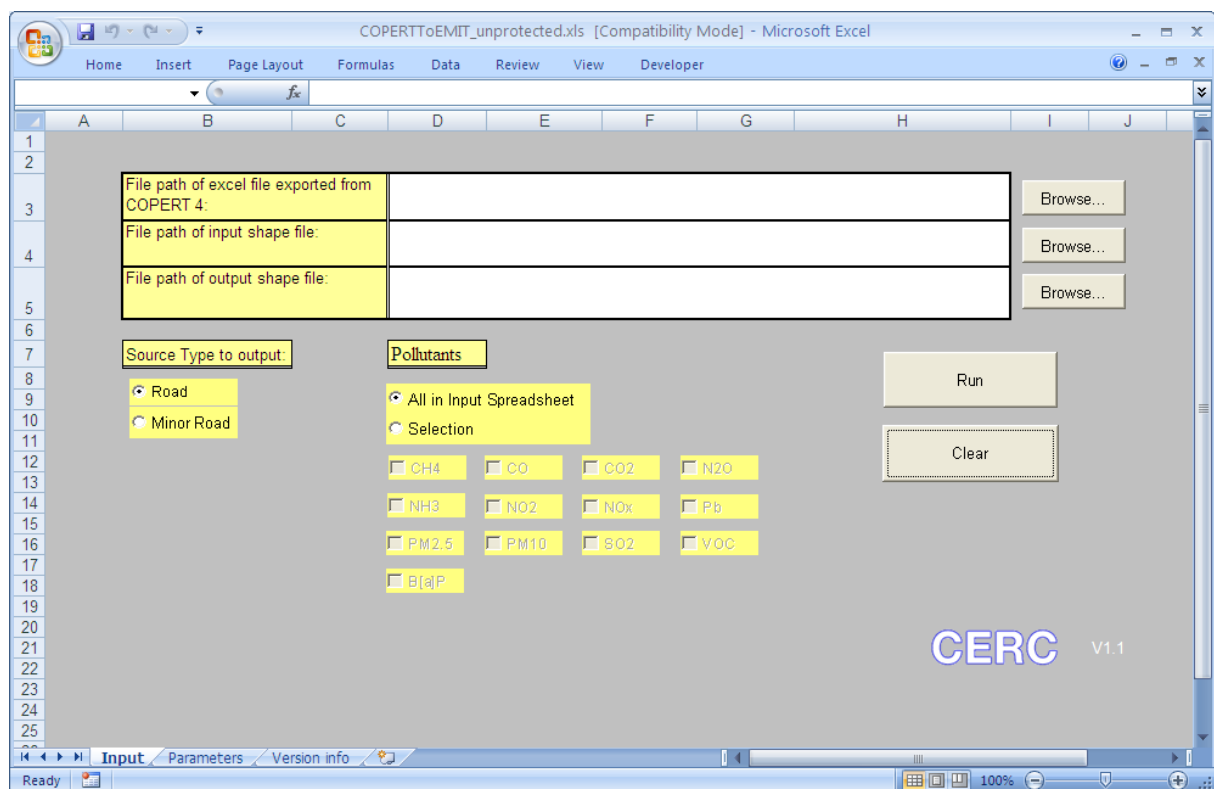 COPERTToEMIT_unprotected.xls [Compatibility Mode] - Microsoft Excel
Home Insert Page Layout Formulas Data Review View Developer
fx
A B C D E F G H I J
1
2
3 File path of excel file exported from COPERT 4: Browse...
4 File path of input shape file: Browse...
5 File path of output shape file: Browse...
6
7 Source Type to output: Pollutants
Run
8
9 Road All in Input Spreadsheet
10 Minor Road Selection
11
Clear
12 CH4 CO CO2 N2O
13
14 NH3 NO2 NOx Pb
15
16 PM2.5 PM10 SO2 VOC
17
18 B[a]P
19
20
21 CERC V1.1
22
23
24
25
Input Parameters Version info
Ready 100%